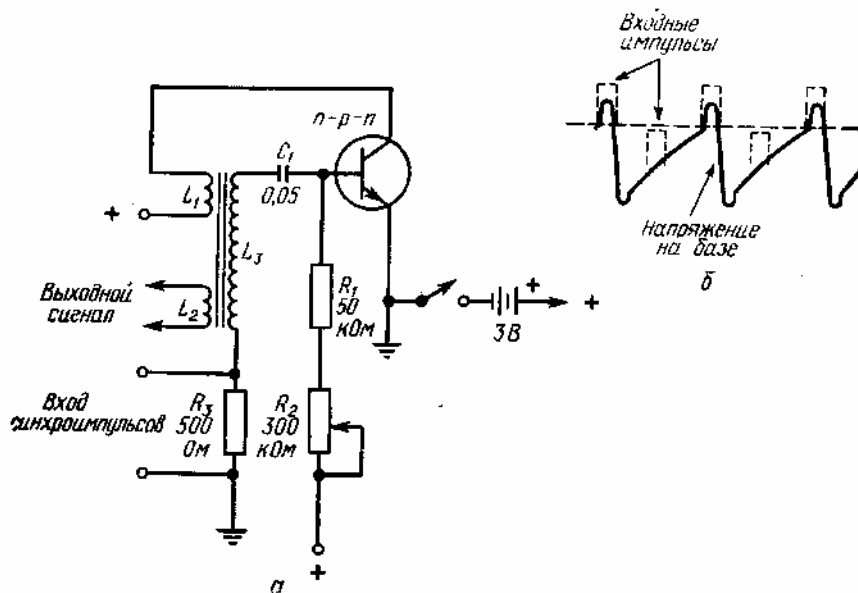 Входные
импульсы
n-p-n
C₁
0,05
L₁
+
L₃
Выходной
сигнал
L₂
R₁
50
кОм
+
3В
+
Напряжение
на базе
б
Вход
синхроимпульсов
R₃
500
Ом
R₂
300
кОм
+
а